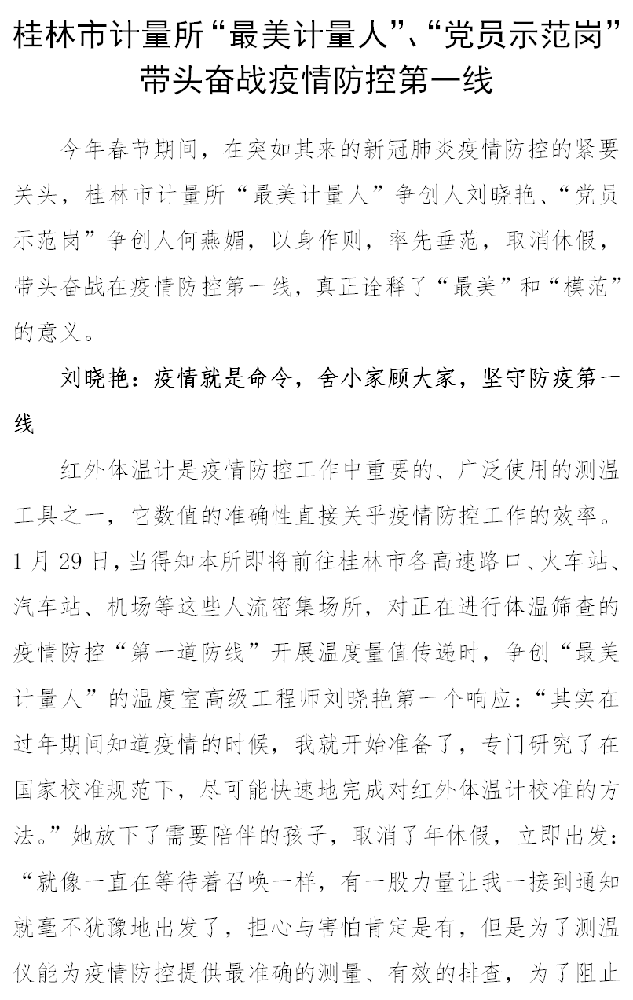 桂林市计量所“最美计量人”、“党员示范岗”
带头奋战疫情防控第一线
今年春节期间，在突如其来的新冠肺炎疫情防控的紧要
关头，桂林市计量所“最美计量人”争创人刘晓艳、“党员
示范岗”争创人何燕媚，以身作则，率先垂范，取消休假，
带头奋战在疫情防控第一线，真正诠释了“最美”和“模范”
的意义。
刘晓艳：疫情就是命令，舍小家顾大家，坚守防疫第一
线
红外体温计是疫情防控工作中重要的、广泛使用的测温
工具之一，它数值的准确性直接关乎疫情防控工作的效率。
1月29日，当得知本所即将前往桂林市各高速路口、火车站、
汽车站、机场等这些人流密集场所，对正在进行体温筛查的
疫情防控“第一道防线”开展温度量值传递时，争创“最美
计量人”的温度室高级工程师刘晓艳第一个响应：“其实在
过年期间知道疫情的时候，我就开始准备了，专门研究了在
国家校准规范下，尽可能快速地完成对红外体温计校准的方
法。”她放下了需要陪伴的孩子，取消了年休假，立即出发：
“就像一直在等待着召唤一样，有一股力量让我一接到通知
就毫不犹豫地出发了，担心与害怕肯定是有，但是为了测温
仪能为疫情防控提供最准确的测量、有效的排查，为了阻止